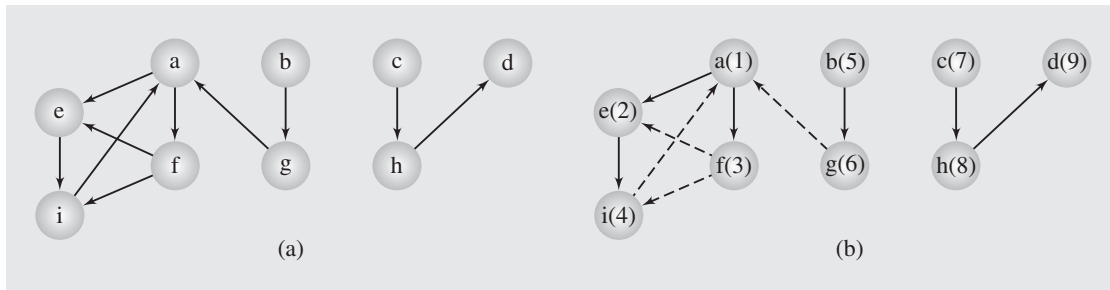 a b c d
e
f g h
i
(a)
a(1) b(5) c(7) d(9)
e(2)
f(3) g(6) h(8)
i(4)
(b)